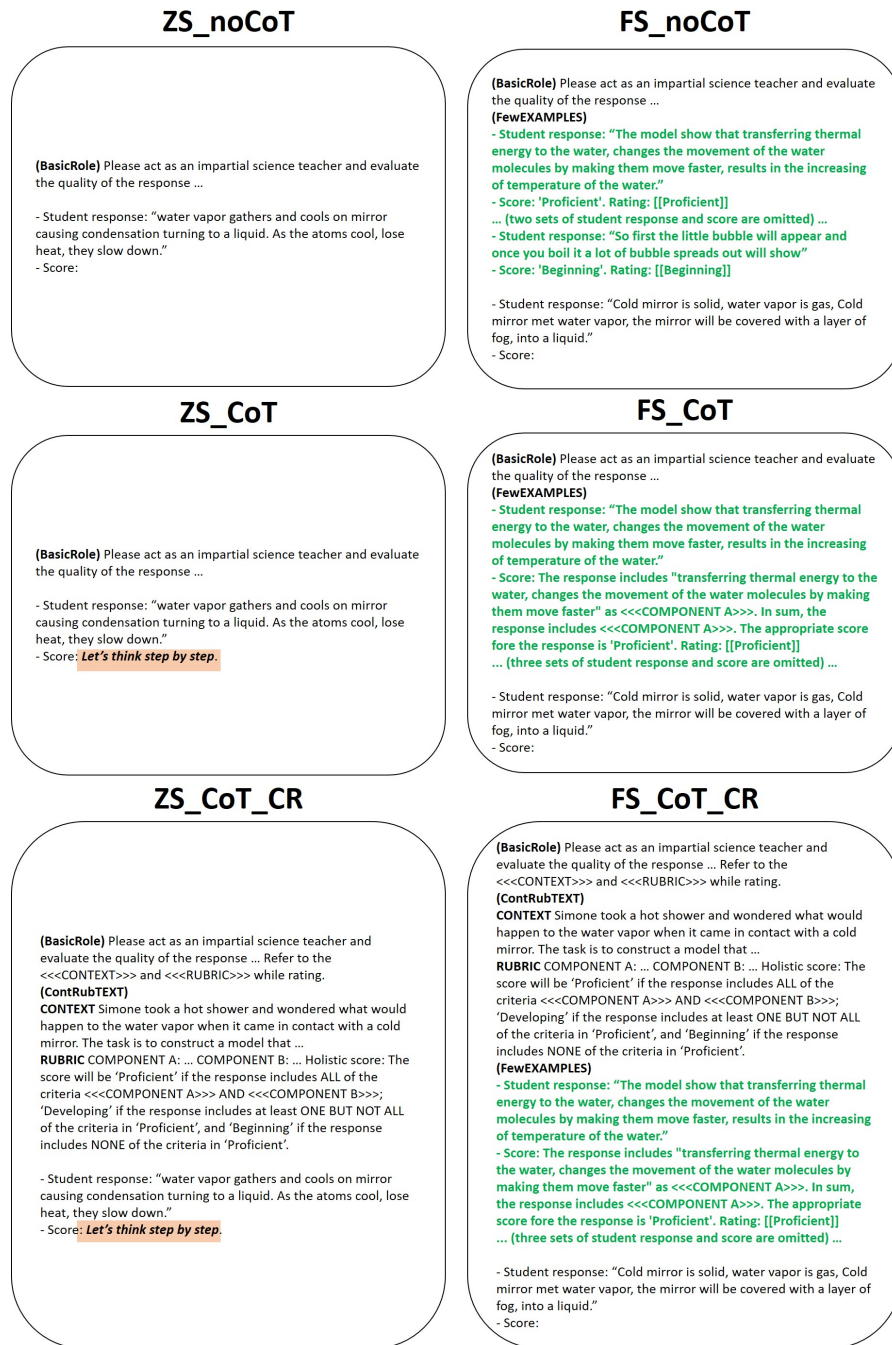 ZS_noCoT
(BasicRole) Please act as an impartial science teacher and evaluate
the quality of the response ...
- Student response: “water vapor gathers and cools on mirror
causing condensation turning to a liquid. As the atoms cool, lose
heat, they slow down.”
- Score:
FS_noCoT
(BasicRole) Please act as an impartial science teacher and evaluate
the quality of the response ...
(FewEXAMPLES)
- Student response: “The model show that transferring thermal
energy to the water, changes the movement of the water
molecules by making them move faster, results in the increasing
of temperature of the water.”
- Score: 'Proficient'. Rating: [[Proficient]]
... (two sets of student response and score are omitted) ...
- Student response: “So first the little bubble will appear and
once you boil it a lot of bubble spreads out will show”
- Score: 'Beginning'. Rating: [[Beginning]]
- Student response: “Cold mirror is solid, water vapor is gas, Cold
mirror met water vapor, the mirror will be covered with a layer of
fog, into a liquid.”
- Score:
ZS_CoT
(BasicRole) Please act as an impartial science teacher and evaluate
the quality of the response ...
- Student response: “water vapor gathers and cools on mirror
causing condensation turning to a liquid. As the atoms cool, lose
heat, they slow down.”
- Score: Let’s think step by step.
FS_CoT
(BasicRole) Please act as an impartial science teacher and evaluate
the quality of the response ...
(FewEXAMPLES)
- Student response: “The model show that transferring thermal
energy to the water, changes the movement of the water
molecules by making them move faster, results in the increasing
of temperature of the water.”
- Score: The response includes "transferring thermal energy to the
water, changes the movement of the water molecules by making
them move faster" as <<<COMPONENT A>>>. In sum, the
response includes <<<COMPONENT A>>>. The appropriate score
fore the response is 'Proficient'. Rating: [[Proficient]]
... (three sets of student response and score are omitted) ...
- Student response: “Cold mirror is solid, water vapor is gas, Cold
mirror met water vapor, the mirror will be covered with a layer of
fog, into a liquid.”
- Score:
ZS_CoT_CR
(BasicRole) Please act as an impartial science teacher and
evaluate the quality of the response ... Refer to the
<<<CONTEXT>>> and <<<RUBRIC>>> while rating.
(ContRubTEXT)
CONTEXT Simone took a hot shower and wondered what would
happen to the water vapor when it came in contact with a cold
mirror. The task is to construct a model that ...
RUBRIC COMPONENT A: ... COMPONENT B: ... Holistic score: The
score will be ‘Proficient’ if the response includes ALL of the
criteria <<<COMPONENT A>>> AND <<<COMPONENT B>>>;
‘Developing’ if the response includes at least ONE BUT NOT ALL
of the criteria in ‘Proficient’, and ‘Beginning’ if the response
includes NONE of the criteria in ‘Proficient’.
- Student response: “water vapor gathers and cools on mirror
causing condensation turning to a liquid. As the atoms cool, lose
heat, they slow down.”
- Score: Let’s think step by step.
FS_CoT_CR
(BasicRole) Please act as an impartial science teacher and
evaluate the quality of the response ... Refer to the
<<<CONTEXT>>> and <<<RUBRIC>>> while rating.
(ContRubTEXT)
CONTEXT Simone took a hot shower and wondered what would
happen to the water vapor when it came in contact with a cold
mirror. The task is to construct a model that ...
RUBRIC COMPONENT A: ... COMPONENT B: ... Holistic score: The
score will be ‘Proficient’ if the response includes ALL of the
criteria <<<COMPONENT A>>> AND <<<COMPONENT B>>>;
‘Developing’ if the response includes at least ONE BUT NOT ALL
of the criteria in ‘Proficient’, and ‘Beginning’ if the response
includes NONE of the criteria in ‘Proficient’.
(FewEXAMPLES)
- Student response: “The model show that transferring thermal
energy to the water, changes the movement of the water
molecules by making them move faster, results in the increasing
of temperature of the water.”
- Score: The response includes "transferring thermal energy to
the water, changes the movement of the water molecules by
making them move faster" as <<<COMPONENT A>>>. In sum,
the response includes <<<COMPONENT A>>>. The appropriate
score fore the response is 'Proficient'. Rating: [[Proficient]]
... (three sets of student response and score are omitted) ...
- Student response: “Cold mirror is solid, water vapor is gas, Cold
mirror met water vapor, the mirror will be covered with a layer of
fog, into a liquid.”
- Score: